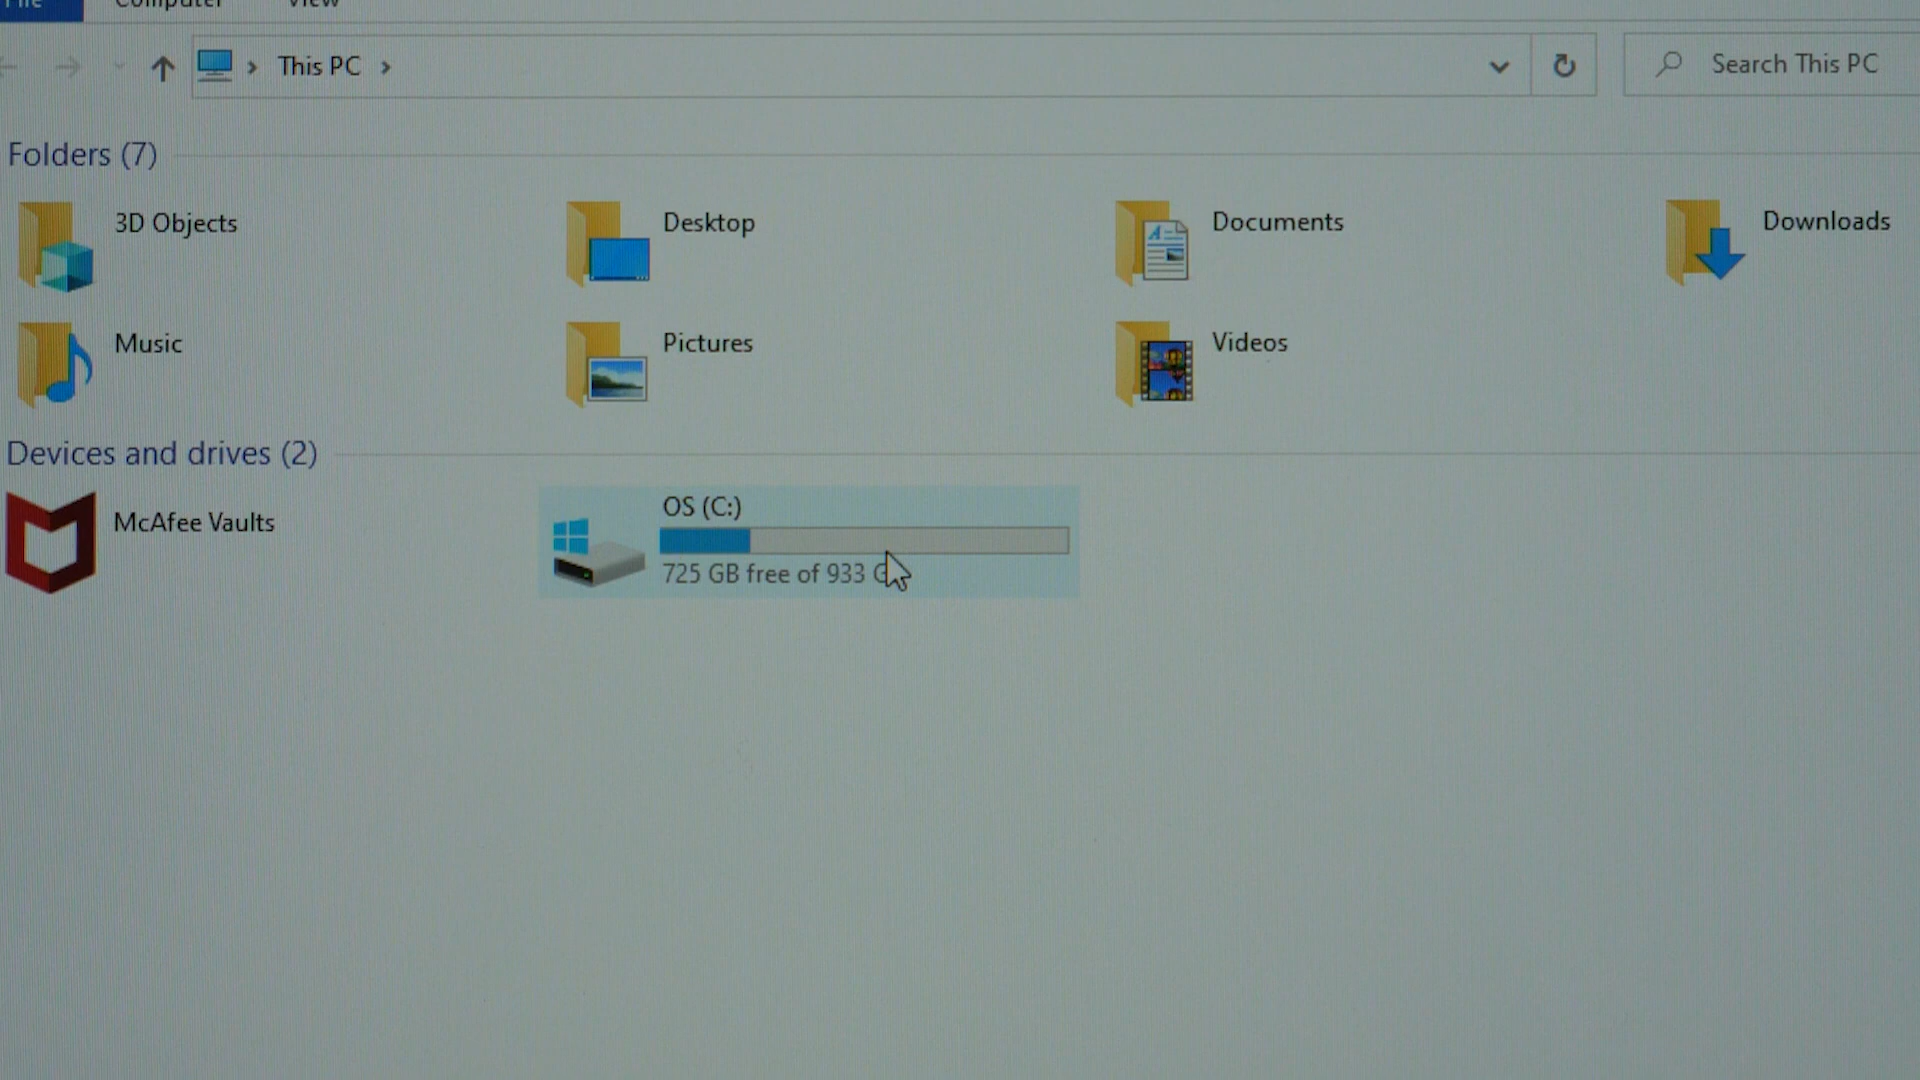 File Computer View
This PC
Search This PC
Folders (7)
3D Objects
Desktop
Documents
Downloads
Music
Pictures
Videos
Devices and drives (2)
McAfee Vaults
OS (C:)
725 GB free of 933 G